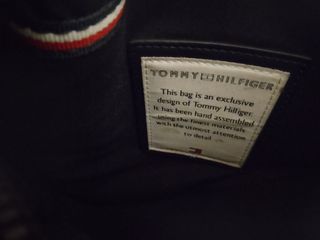 TOMMY HILFIGER
This bag is an exclusive
design of Tommy Hilfiger.
It has been hand assembled
using the finest materials
with the utmost attention
to detail